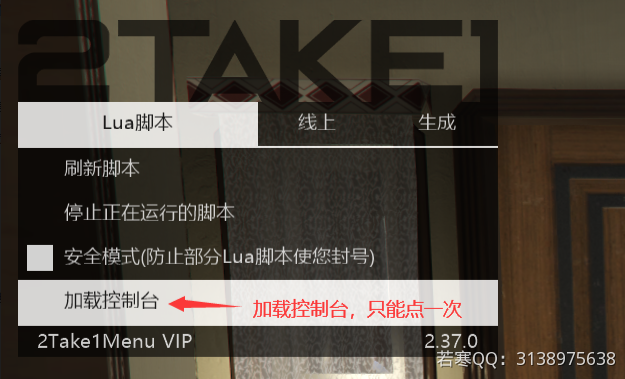 2TAKE1
Lua脚本 线上 生成
刷新脚本
停止正在运行的脚本
安全模式(防止部分Lua脚本使您封号)
加载控制台 加载控制台，只能点一次
2Take1Menu VIP 2.37.0
若寒QQ：3138975638